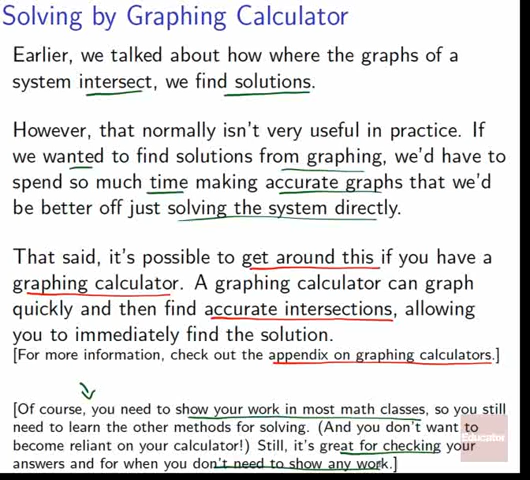 Solving by Graphing Calculator
Earlier, we talked about how where the graphs of a
system intersect, we find solutions.
However, that normally isn't very useful in practice. If
we wanted to find solutions from graphing, we'd have to
spend so much time making accurate graphs that we'd
be better off just solving the system directly.
That said, it's possible to get around this if you have a
graphing calculator. A graphing calculator can graph
quickly and then find accurate intersections, allowing
you to immediately find the solution.
[For more information, check out the appendix on graphing calculators.]
[Of course, you need to show your work in most math classes, so you still
need to learn the other methods for solving. (And you don't want to
become reliant on your calculator!) Still, it's great for checking your
answers and for when you don't need to show any work.]
Educator